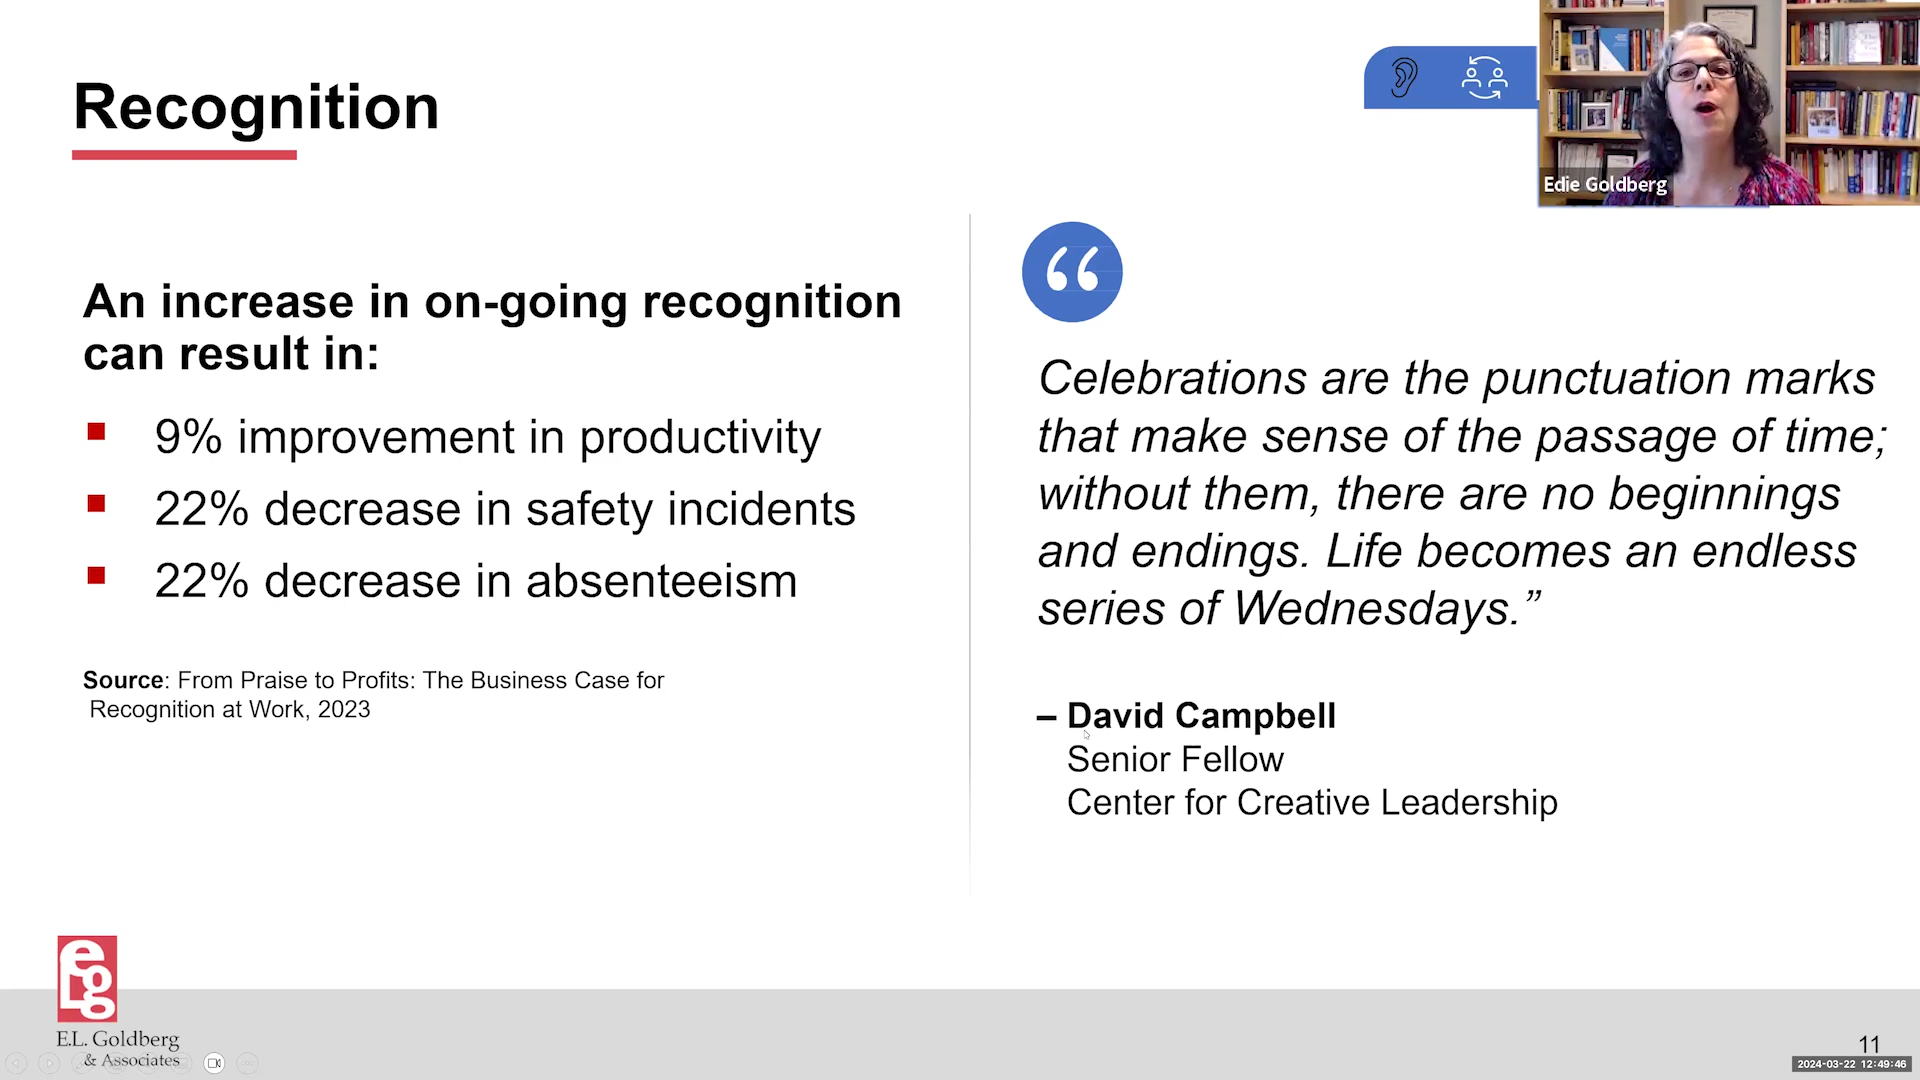 Recognition
Edie Goldberg
An increase in on-going recognition
can result in:
9% improvement in productivity
22% decrease in safety incidents
22% decrease in absenteeism
Source: From Praise to Profits: The Business Case for
Recognition at Work, 2023
“
Celebrations are the punctuation marks
that make sense of the passage of time;
without them, there are no beginnings
and endings. Life becomes an endless
series of Wednesdays.”
– David Campbell
Senior Fellow
Center for Creative Leadership
elgg
E.L. Goldberg
& Associates
11
2024-03-22 12:49:46